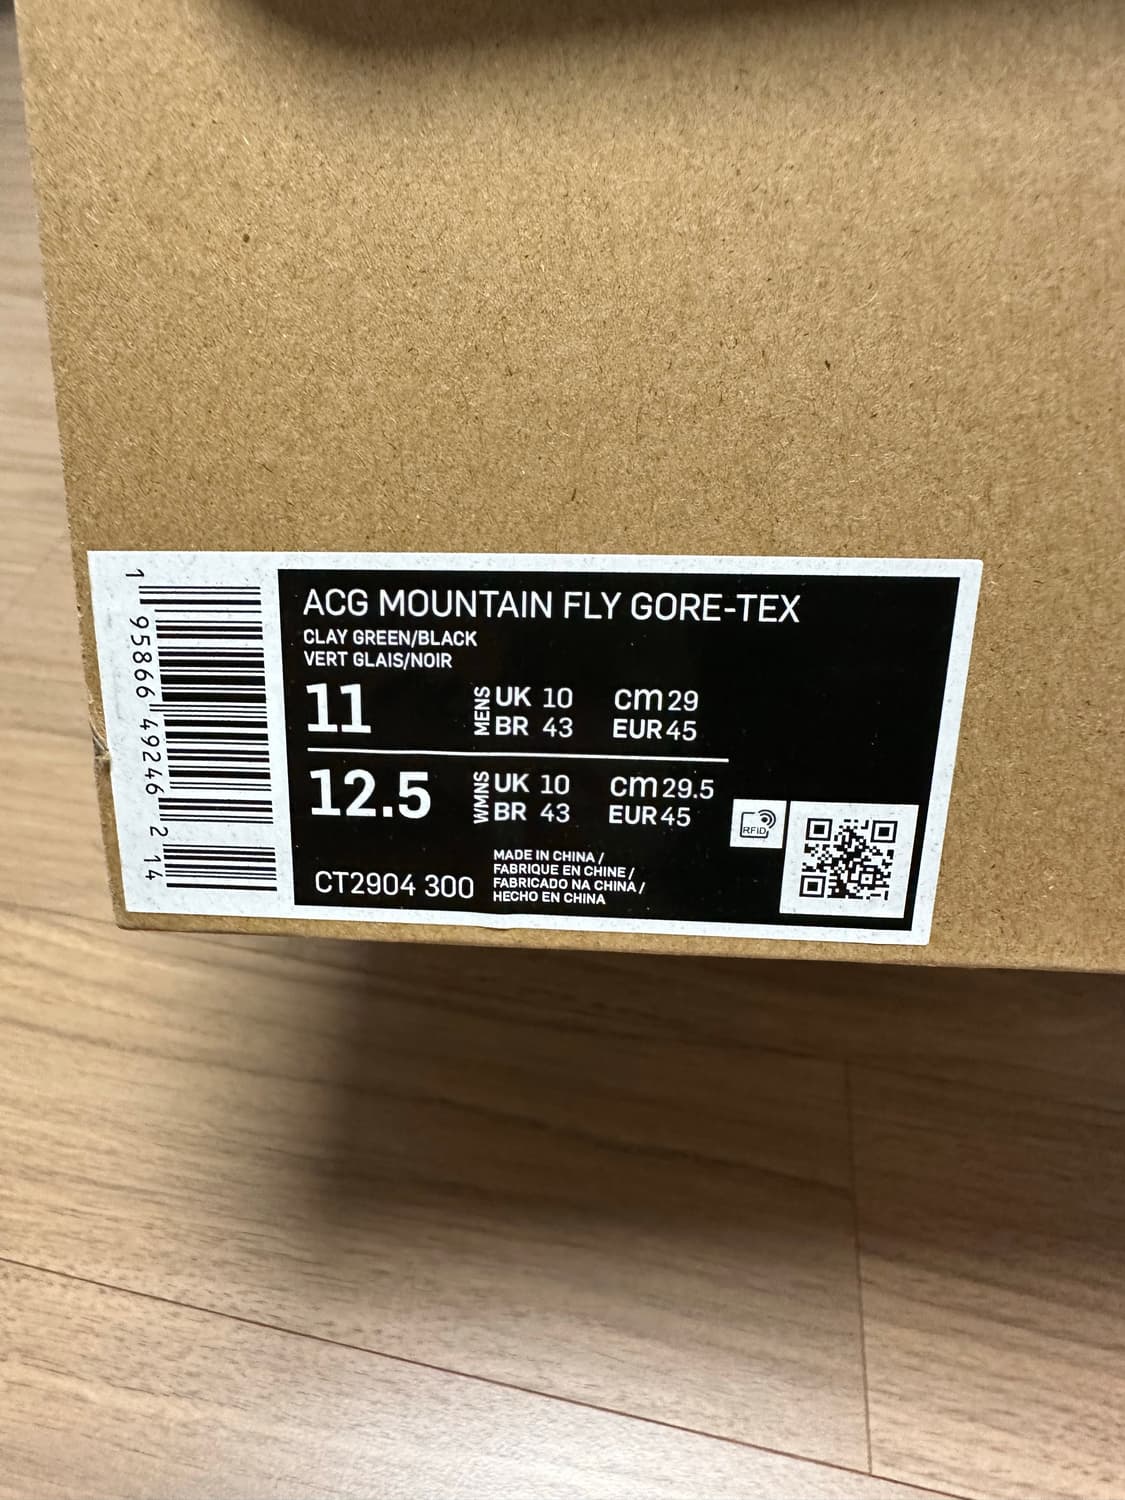 ACG MOUNTAIN FLY GORE-TEX
CLAY GREEN/BLACK
VERT GLAIS/NOIR
11 MENS UK 10 cm 29
BR 43 EUR 45
12.5 WMNS UK 10 cm 29.5
BR 43 EUR 45
RFID
CT2904 300
MADE IN CHINA /
FABRIQUE EN CHINE /
FABRICADO NA CHINA /
HECHO EN CHINA
1 95866 49246 2 14